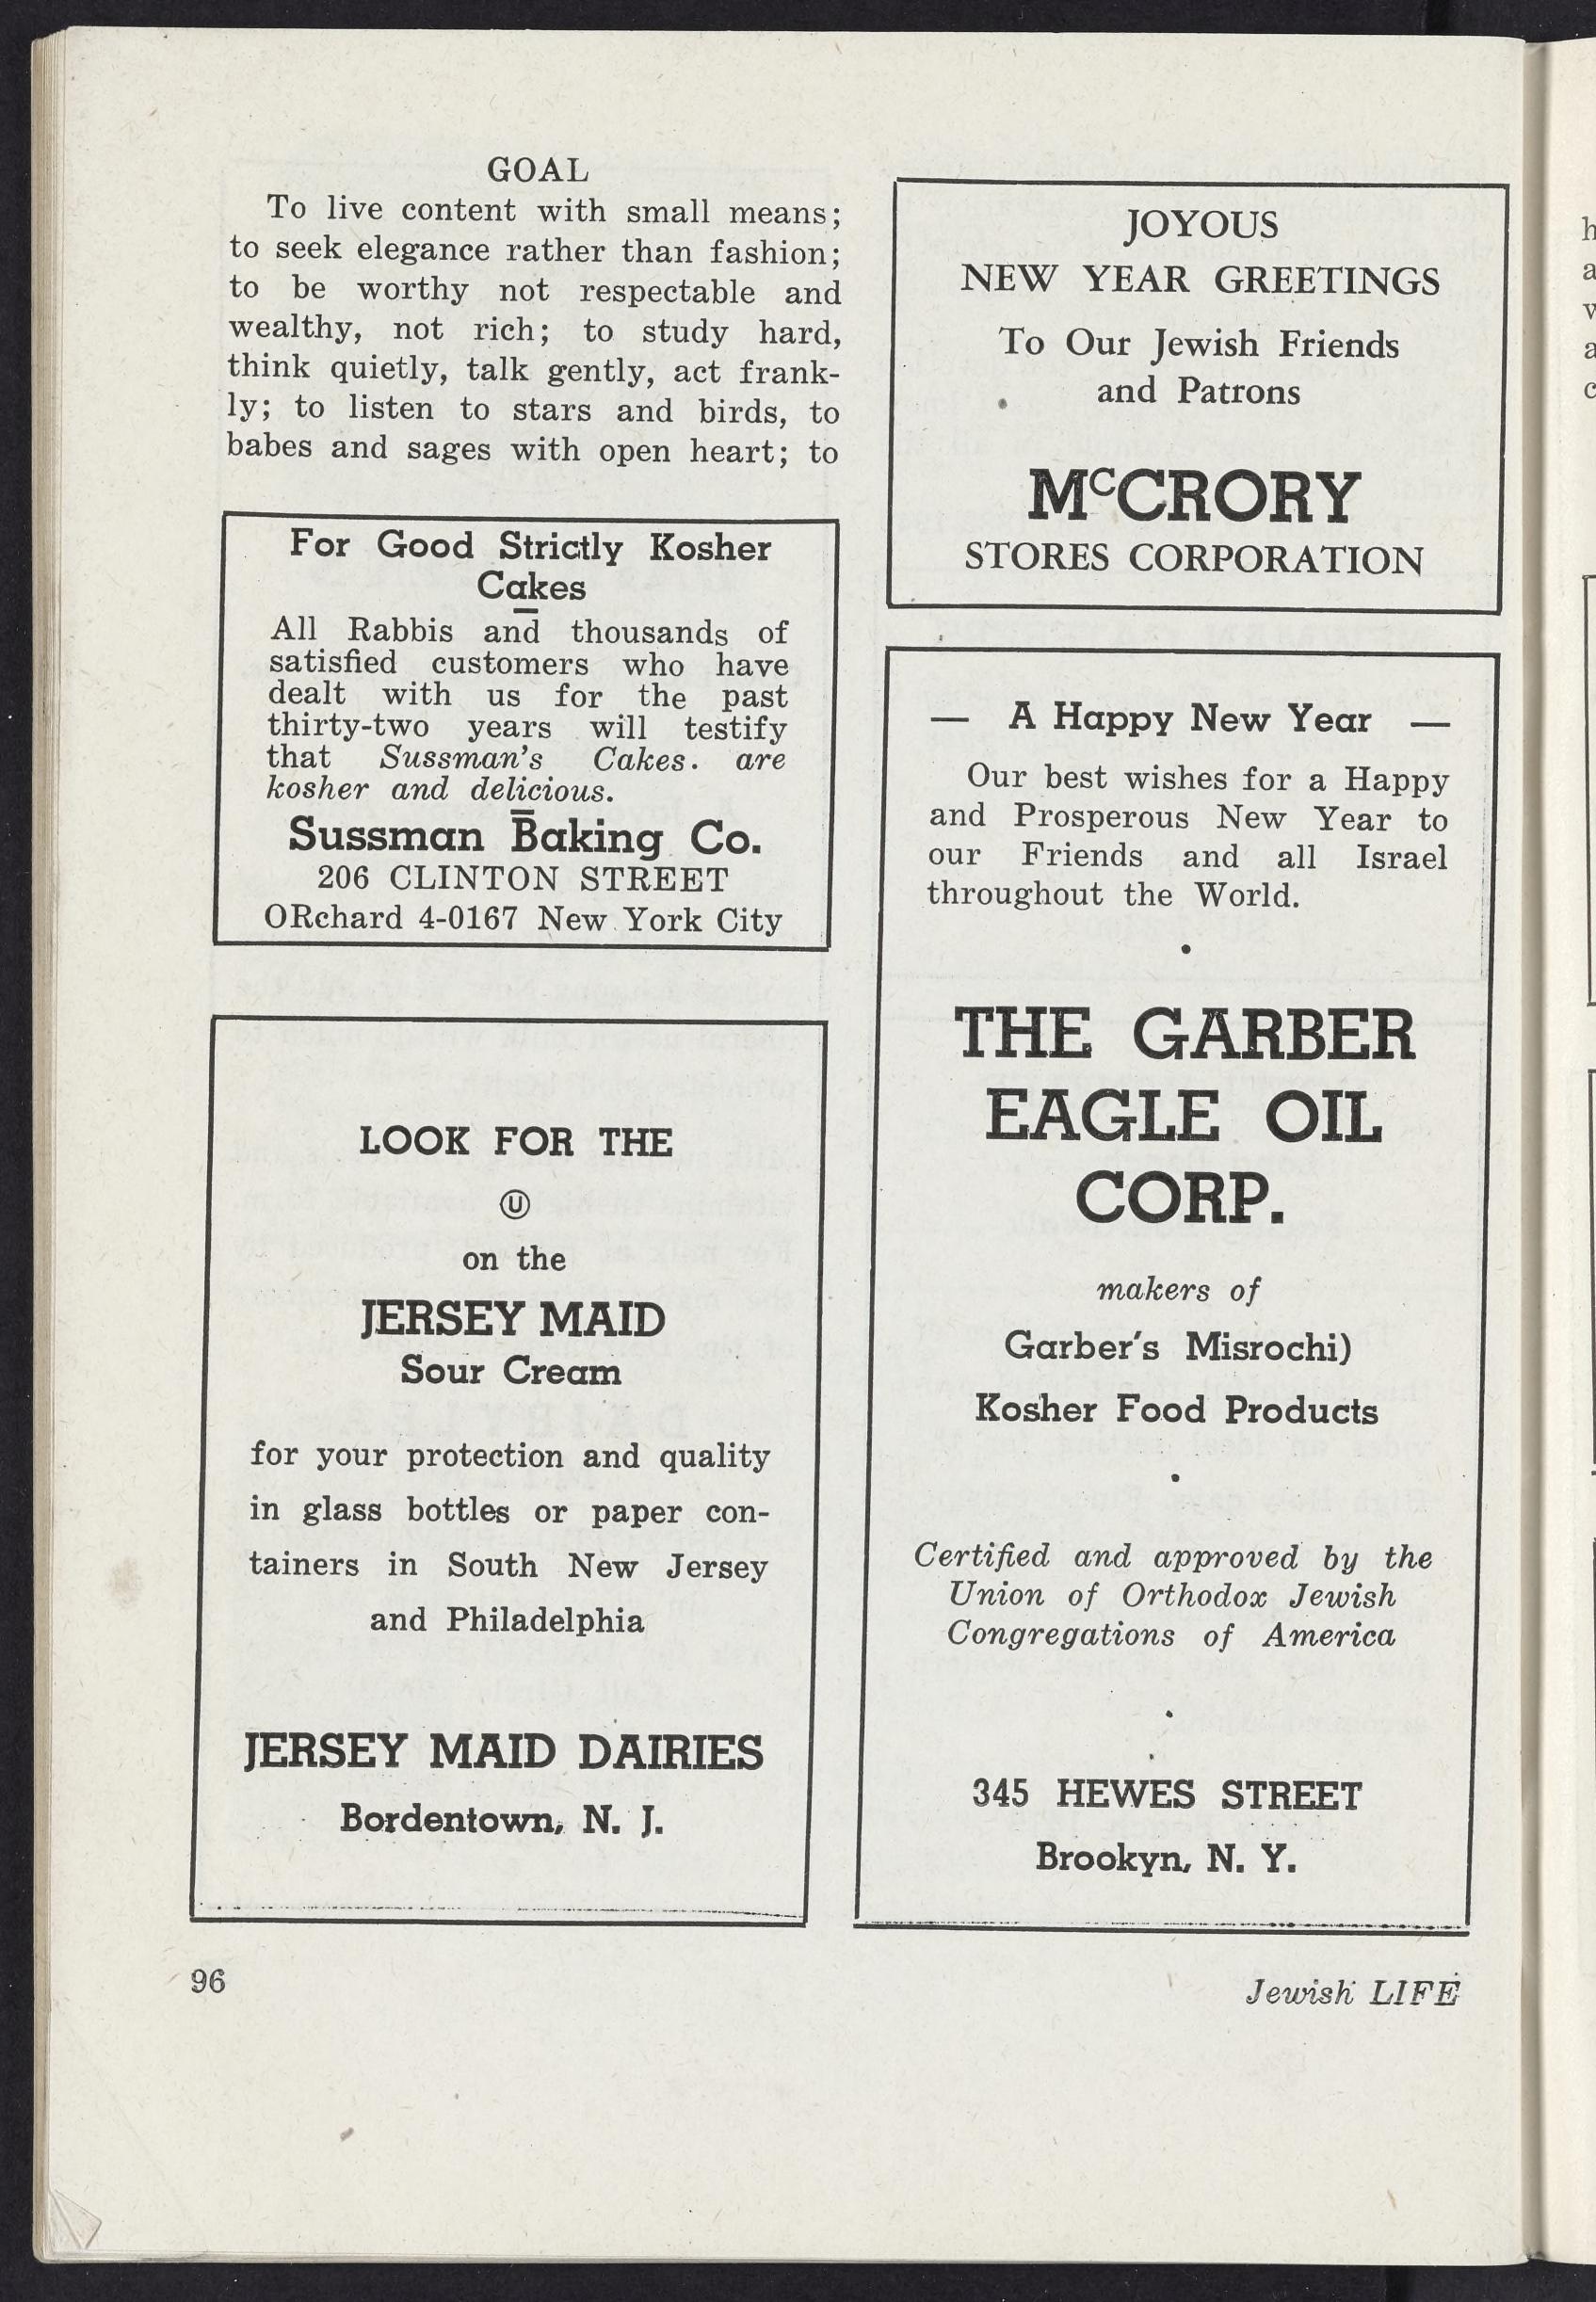 GOAL
To live content with small means;
to seek elegance rather than fashion;
to be worthy not respectable and
wealthy, not rich; to study hard,
think quietly, talk gently, act frank-
ly; to listen to stars and birds, to
babes and sages with open heart; to
For Good Strictly Kosher
Cakes
All Rabbis and thousands of
satisfied customers who have
dealt with us for the past
thirty-two years will testify
that Sussman's Cakes. are
kosher and delicious.
Sussman Baking Co.
206 CLINTON STREET
ORchard 4-0167 New York City
LOOK FOR THE
Ⓤ
on the
JERSEY MAID
Sour Cream
for your protection and quality
in glass bottles or paper con-
tainers in South New Jersey
and Philadelphia
JERSEY MAID DAIRIES
Bordentown, N. J.
JOYOUS
NEW YEAR GREETINGS
To Our Jewish Friends
and Patrons
McCRORY
STORES CORPORATION
— A Happy New Year —
Our best wishes for a Happy
and Prosperous New Year to
our Friends and all Israel
throughout the World.
•
THE GARBER
EAGLE OIL
CORP.
makers of
Garber's Misrochi)
Kosher Food Products
•
Certified and approved by the
Union of Orthodox Jewish
Congregations of America
345 HEWES STREET
Brookyn, N. Y.
96
Jewish LIFE